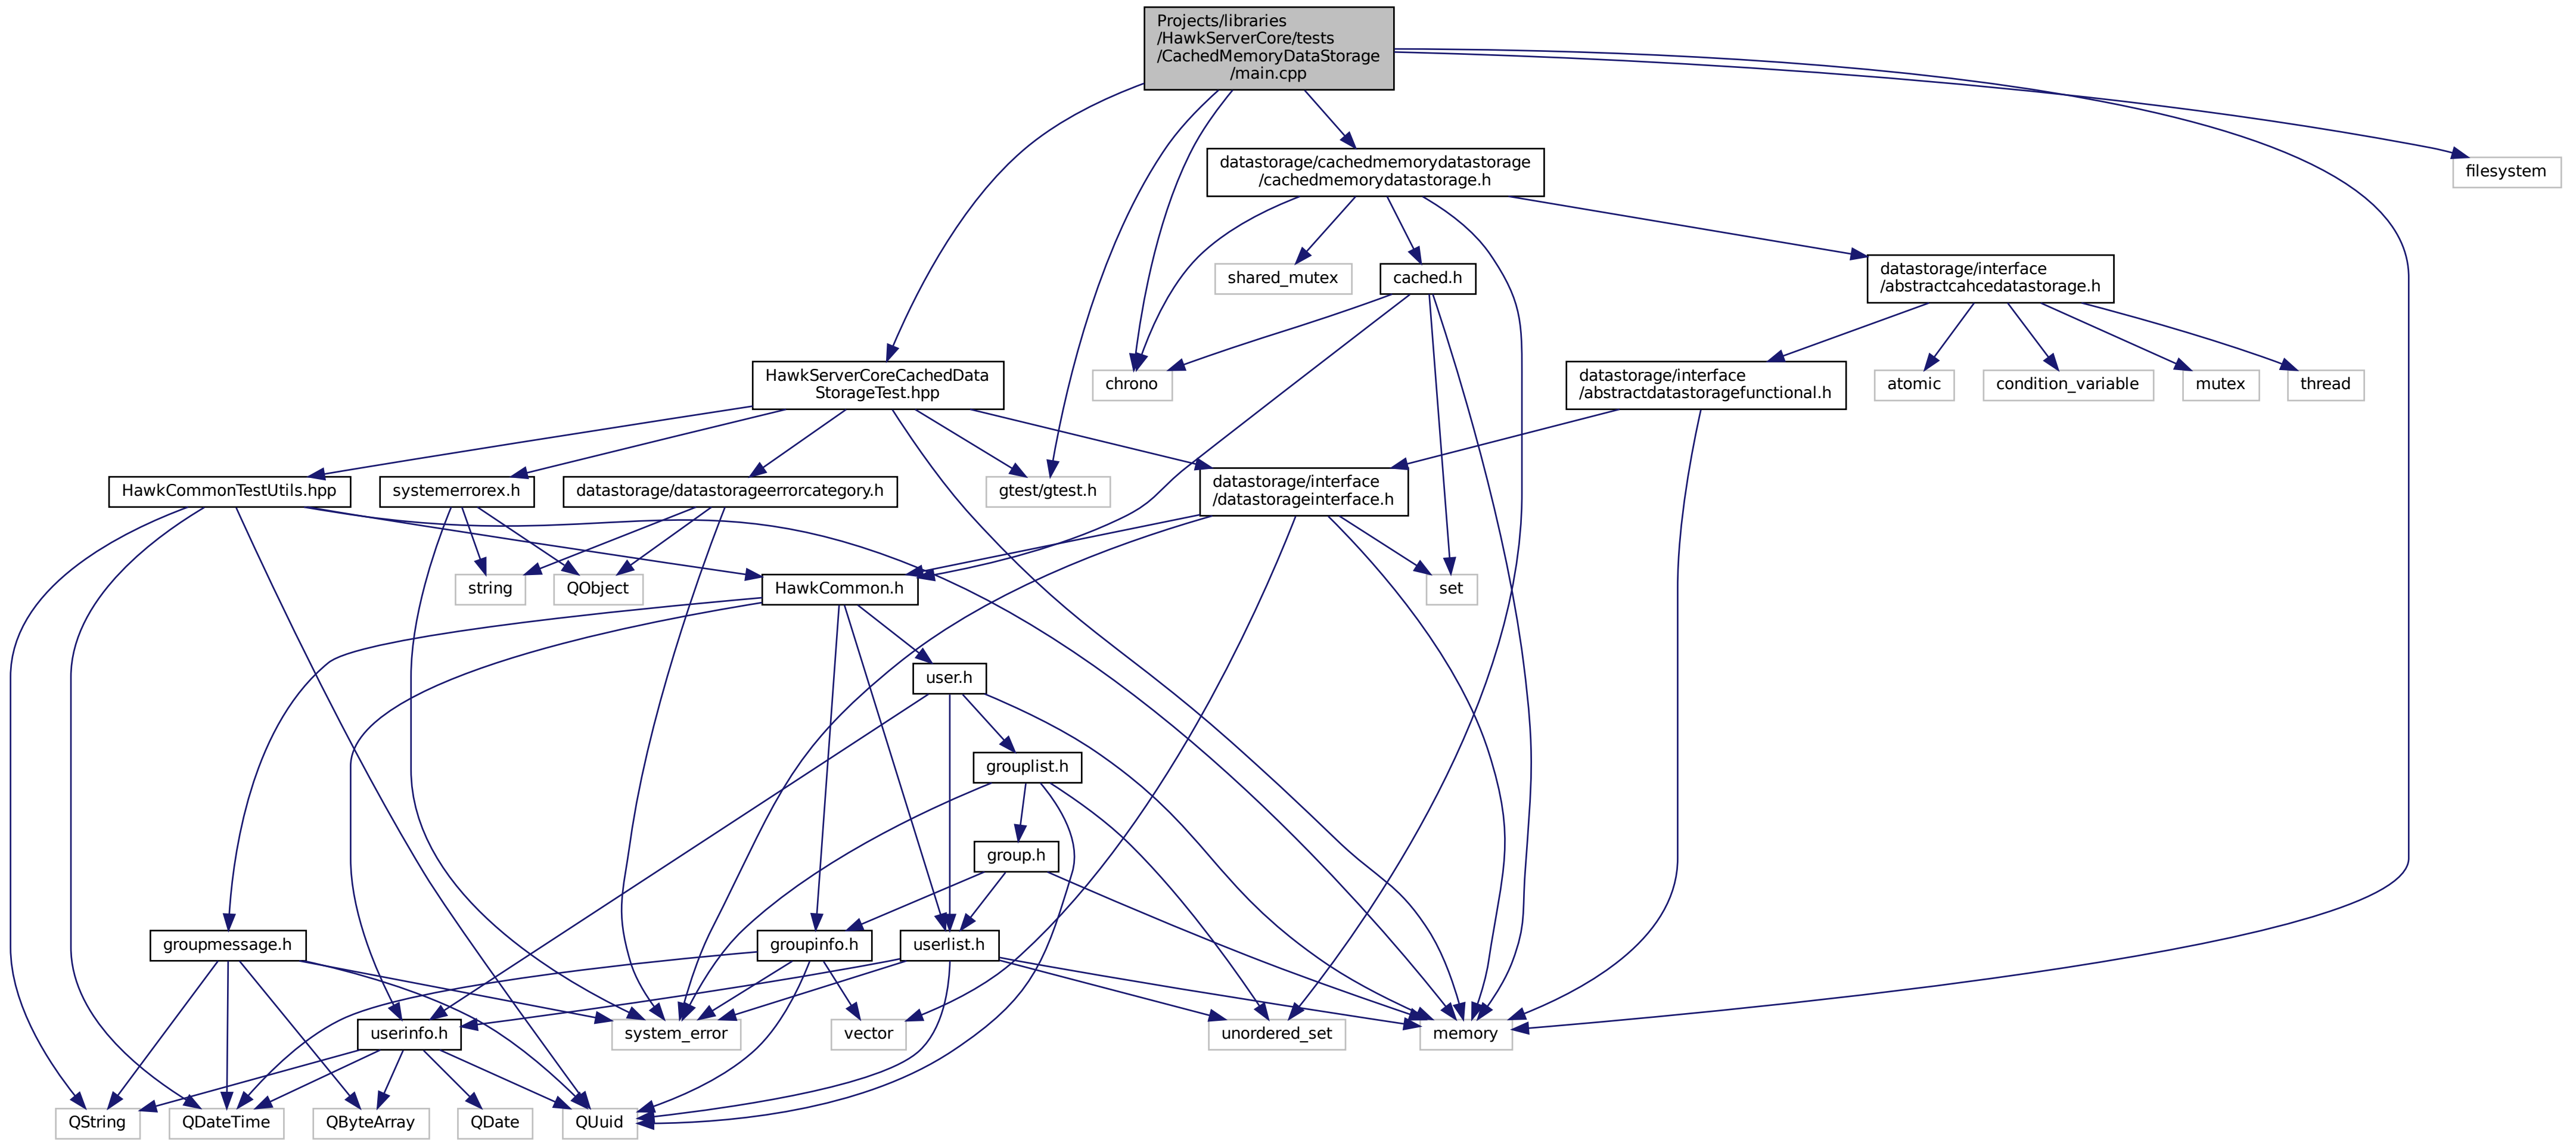 Projects/libraries
/HawkServerCore/tests
/CachedMemoryDataStorage
/main.cpp
datastorage/cachedmemorydatastorage
/cachedmemorydatastorage.h
filesystem
shared_mutex
cached.h
datastorage/interface
/abstractcahcedatastorage.h
HawkServerCoreCachedData
StorageTest.hpp
chrono
datastorage/interface
/abstractdatastoragefunctional.h
atomic
condition_variable
mutex
thread
HawkCommonTestUtils.hpp
systemerrorex.h
datastorage/datastorageerrorcategory.h
gtest/gtest.h
datastorage/interface
/datastorageinterface.h
string
QObject
HawkCommon.h
set
user.h
grouplist.h
group.h
groupmessage.h
groupinfo.h
userlist.h
userinfo.h
system_error
vector
unordered_set
memory
QString
QDateTime
QByteArray
QDate
QUuid